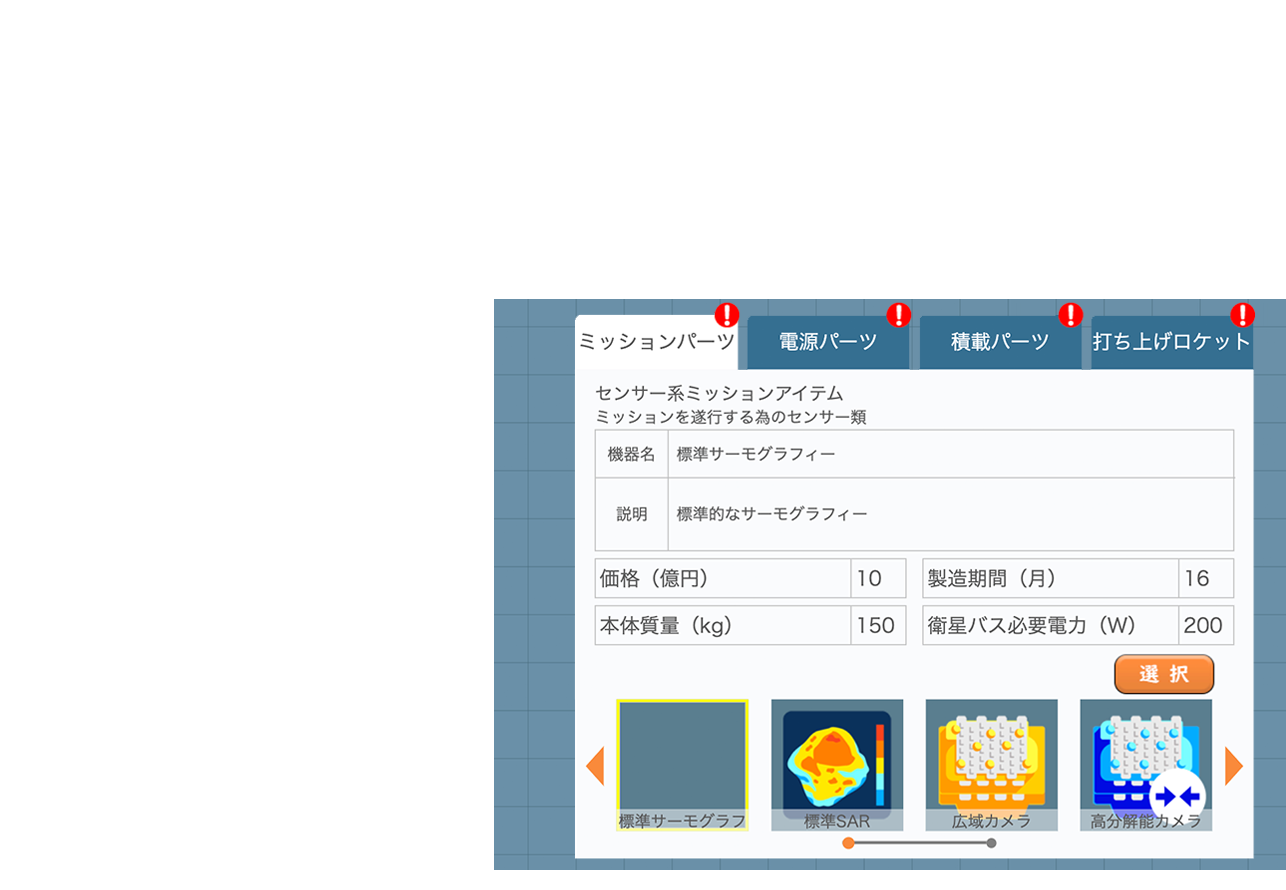 ミッションパーツ 電源パーツ 積載パーツ 打ち上げロケット
センサー系ミッションアイテム
ミッションを遂行する為のセンサー類
機器名 標準サーモグラフィー
説明 標準的なサーモグラフィー
価格（億円） 10 製造期間（月） 16
本体質量（kg） 150 衛星バス必要電力（W） 200
選択
標準サーモグラフ 標準SAR 広域カメラ 高分解能カメラ